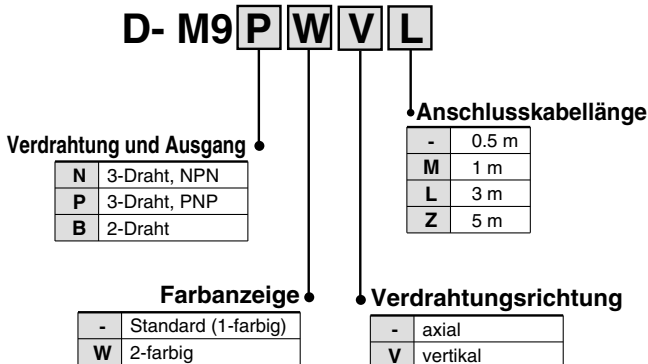 D- M9 P W V L
Anschlusskabellänge
- 0.5 m
M 1 m
L 3 m
Z 5 m
Verdrahtung und Ausgang
N 3-Draht, NPN
P 3-Draht, PNP
B 2-Draht
Farbanzeige
- Standard (1-farbig)
W 2-farbig
Verdrahtungsrichtung
- axial
V vertikal